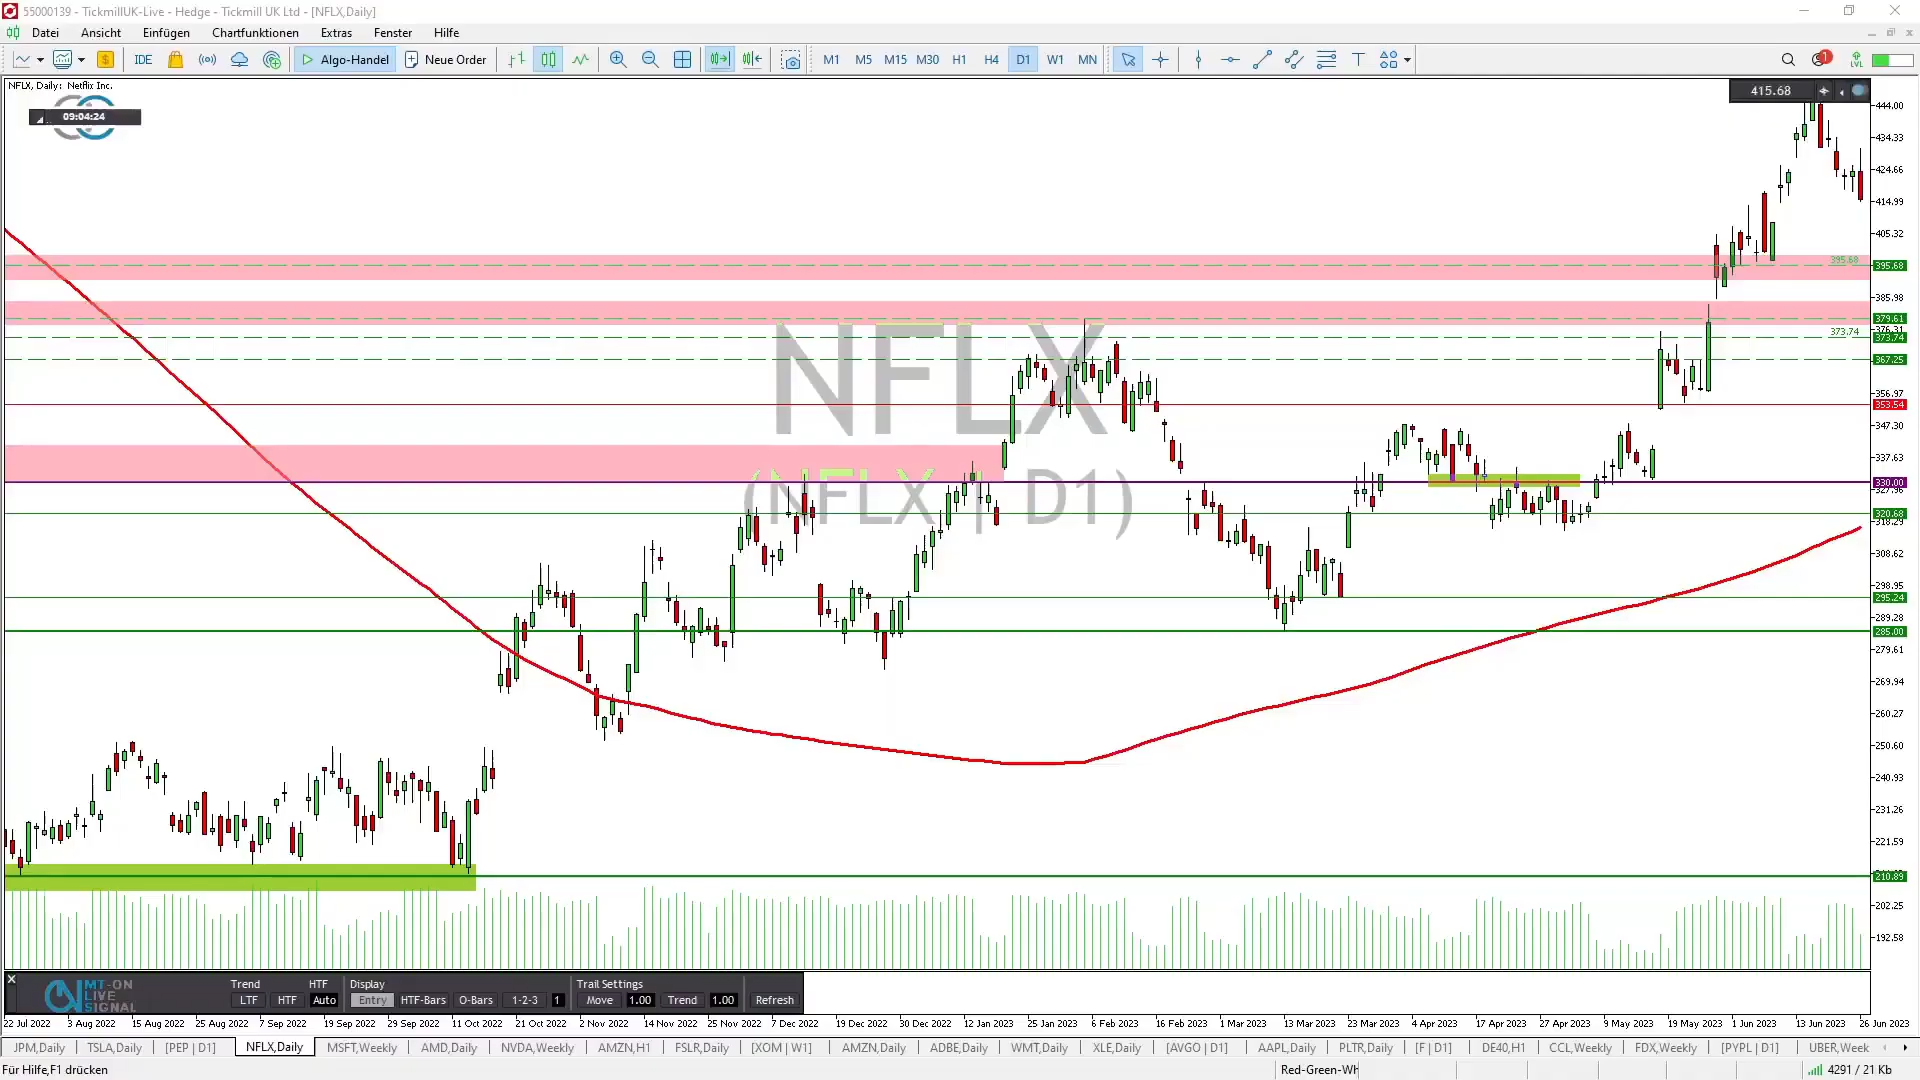 55000139 - TickmillUK-Live - Hedge - Tickmill UK Ltd - [NFLX,Daily]
Datei Ansicht Einfügen Chartfunktionen Extras Fenster Hilfe
IDE Algo-Handel Neue Order M1 M5 M15 M30 H1 H4 D1 W1 MN 1 LVL
NFLX, Daily: Netflix Inc.
415.68
09:04:24
444.00
434.33
424.66
414.99
405.32
395.68 395.68
385.98
379.61
376.31
373.74 373.74
367.25
356.97
353.54
347.30
337.63
330.00
327.96
320.68
318.29
308.62
298.95
295.24
289.28
285.00
279.61
269.94
260.27
250.60
240.93
231.26
221.59
210.89
202.25
192.58
NFLX
(NFLX | D1)
MT-ON
LIVE
SIGNAL
Trend HTF Display Trail Settings
LTF HTF Auto Entry HTF-Bars O-Bars 1-2-3 1 Move 1.00 Trend 1.00 Refresh
22 Jul 2022 3 Aug 2022 15 Aug 2022 25 Aug 2022 7 Sep 2022 19 Sep 2022 29 Sep 2022 11 Oct 2022 21 Oct 2022 2 Nov 2022 14 Nov 2022 25 Nov 2022 7 Dec 2022 19 Dec 2022 30 Dec 2022 12 Jan 2023 25 Jan 2023 6 Feb 2023 16 Feb 2023 1 Mar 2023 13 Mar 2023 23 Mar 2023 4 Apr 2023 17 Apr 2023 27 Apr 2023 9 May 2023 19 May 2023 1 Jun 2023 13 Jun 2023 26 Jun 2023
JPM,Daily TSLA,Daily [PEP | D1] NFLX,Daily MSFT,Weekly AMD,Daily NVDA,Weekly AMZN,H1 FSLR,Daily [XOM | W1] AMZN,Daily ADBE,Daily WMT,Daily XLE,Daily [AVGO | D1] AAPL,Daily PLTR,Daily [F | D1] DE40,H1 CCL,Weekly FDX,Weekly [PYPL | D1] UBER,Week
Für Hilfe,F1 drücken Red-Green-Wh 4291 / 21 Kb